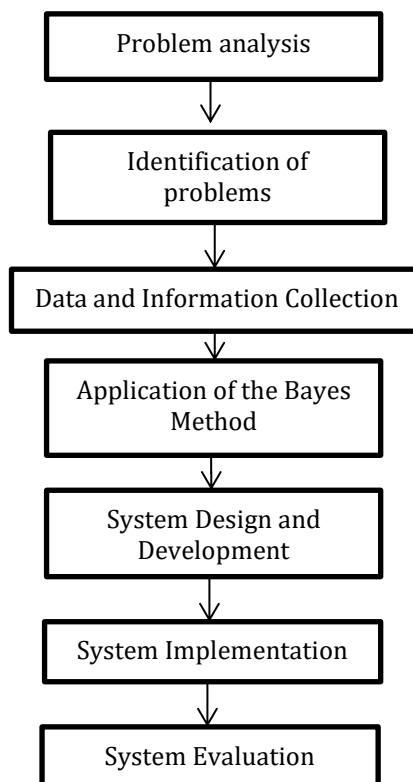 Problem analysis
Identification of
problems
Data and Information Collection
Application of the Bayes
Method
System Design and
Development
System Implementation
System Evaluation